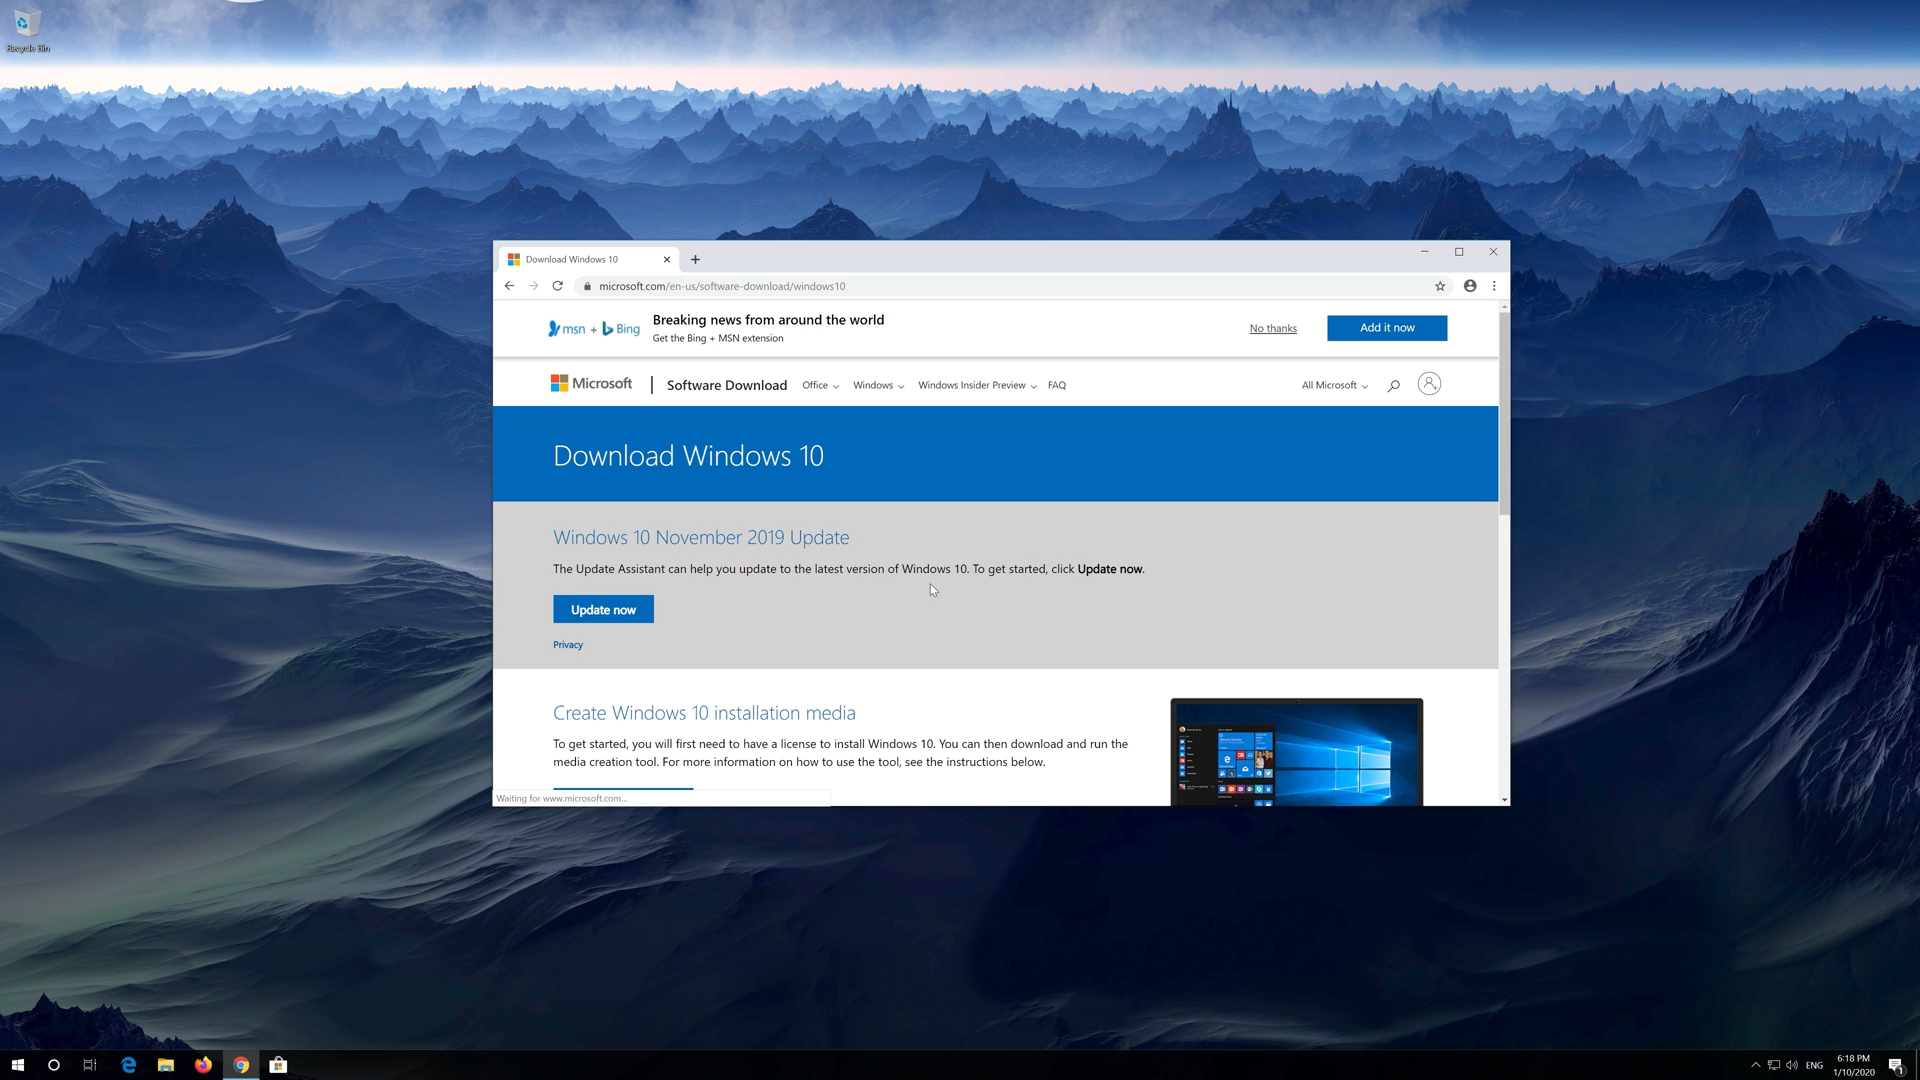 Recycle Bin
Download Windows 10
microsoft.com/en-us/software-download/windows10
msn + Bing
Breaking news from around the world
Get the Bing + MSN extension
No thanks
Add it now
Microsoft
Software Download
Office
Windows
Windows Insider Preview
FAQ
All Microsoft
Download Windows 10
Windows 10 November 2019 Update
The Update Assistant can help you update to the latest version of Windows 10. To get started, click Update now.
Update now
Privacy
Create Windows 10 installation media
To get started, you will first need to have a license to install Windows 10. You can then download and run the
media creation tool. For more information on how to use the tool, see the instructions below.
Waiting for www.microsoft.com...
ENG
6:18 PM
1/10/2020
1